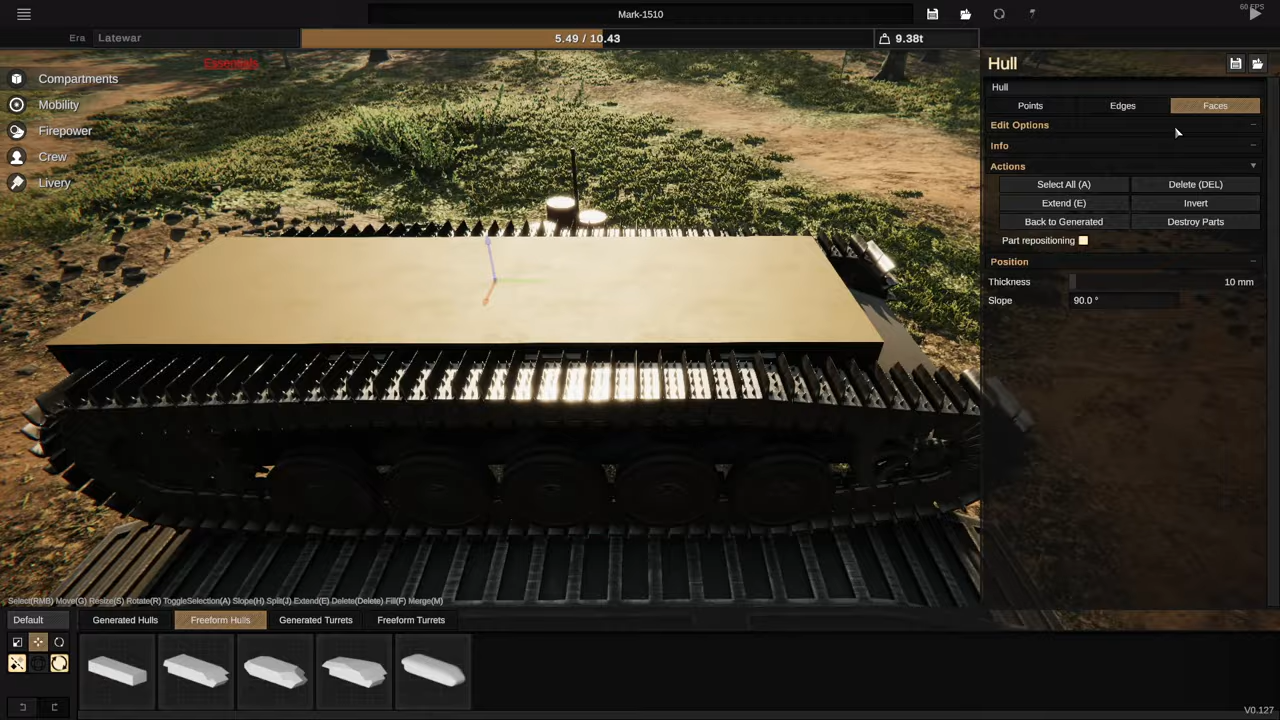 60 FPS
Mark-1510
Era Latewar 5.49 / 10.43 9.38t
Essentials
Compartments
Mobility
Firepower
Crew
Livery
Hull
Hull
Points Edges Faces
Edit Options
Info
Actions
Select All (A) Delete (DEL)
Extend (E) Invert
Back to Generated Destroy Parts
Part repositioning
Position
Thickness 10 mm
Slope 90.0 °
Select(RMB) Move(G) Resize(S) Rotate(R) ToggleSelection(A) Slope(H) Split(J) Extend(E) Delete(Delete) Fill(F) Merge(M)
Default Generated Hulls Freeform Hulls Generated Turrets Freeform Turrets
V0.127